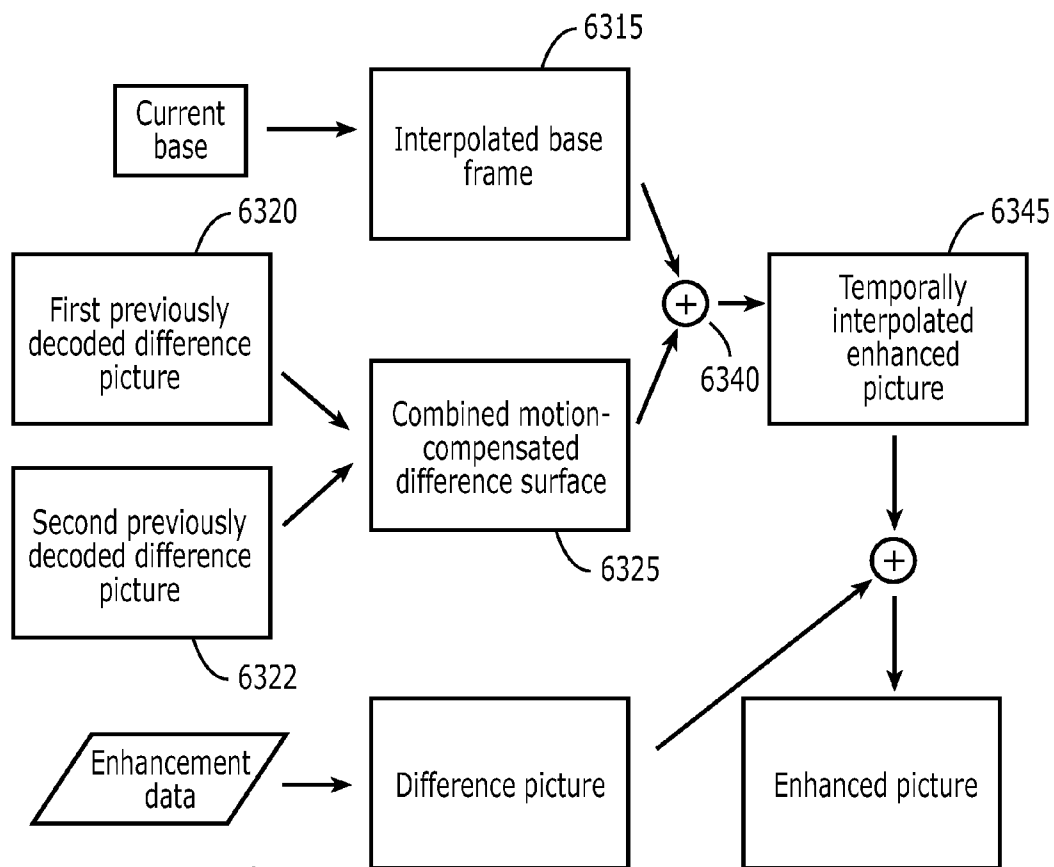 6315
Current
base
Interpolated base
frame
6320
6345
First previously
decoded difference
picture
+
Temporally
interpolated
enhanced
picture
6340
Combined motion-
compensated
difference surface
Second previously
decoded difference
picture
6325
+
6322
Enhancement
data
Difference picture
Enhanced picture